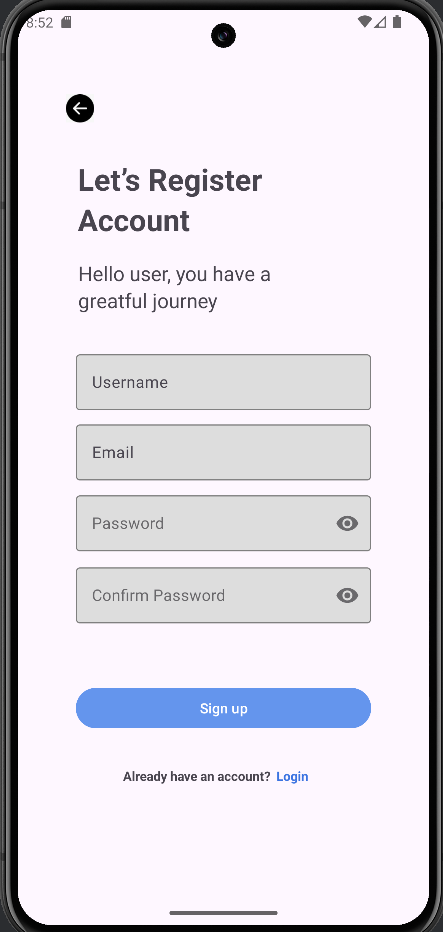 8:52
Let’s Register
Account
Hello user, you have a
greatful journey
Username
Email
Password
Confirm Password
Sign up
Already have an account? Login